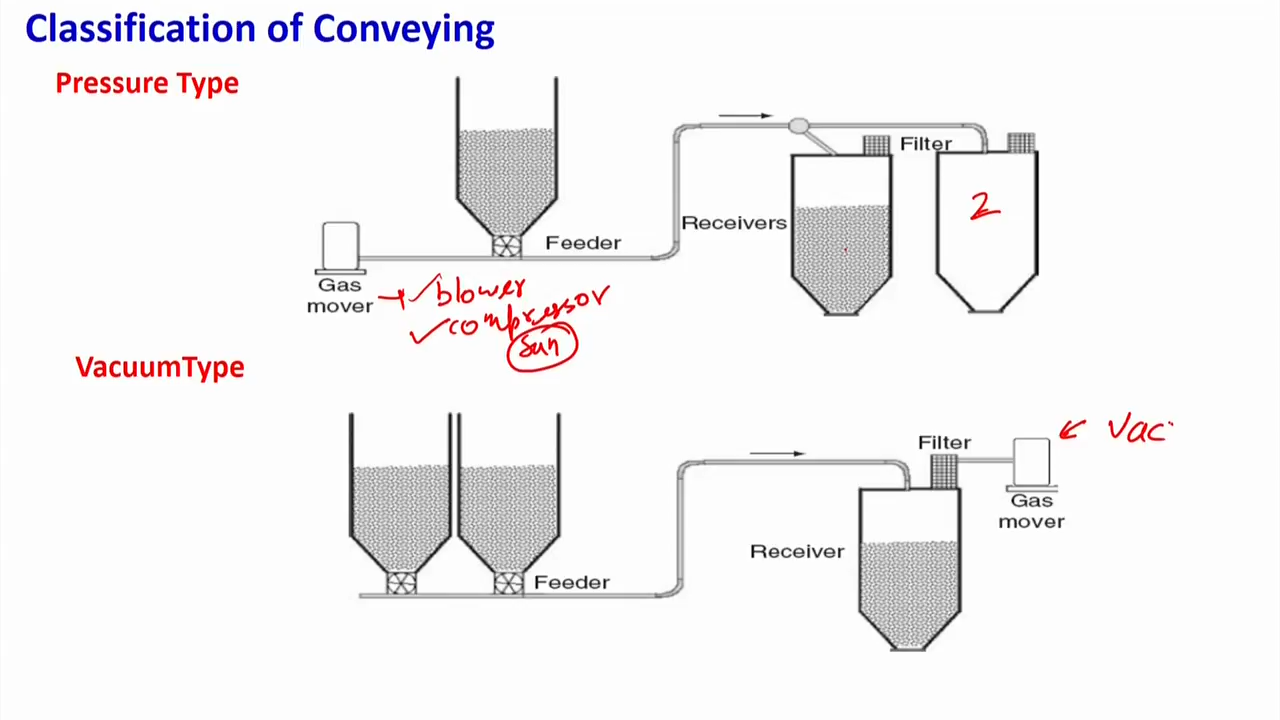 Classification of Conveying
Pressure Type
Filter
Receivers
2
Feeder
Gas
mover
blower
compressor
VacuumType
Filter
vac
Gas
mover
Receiver
Feeder